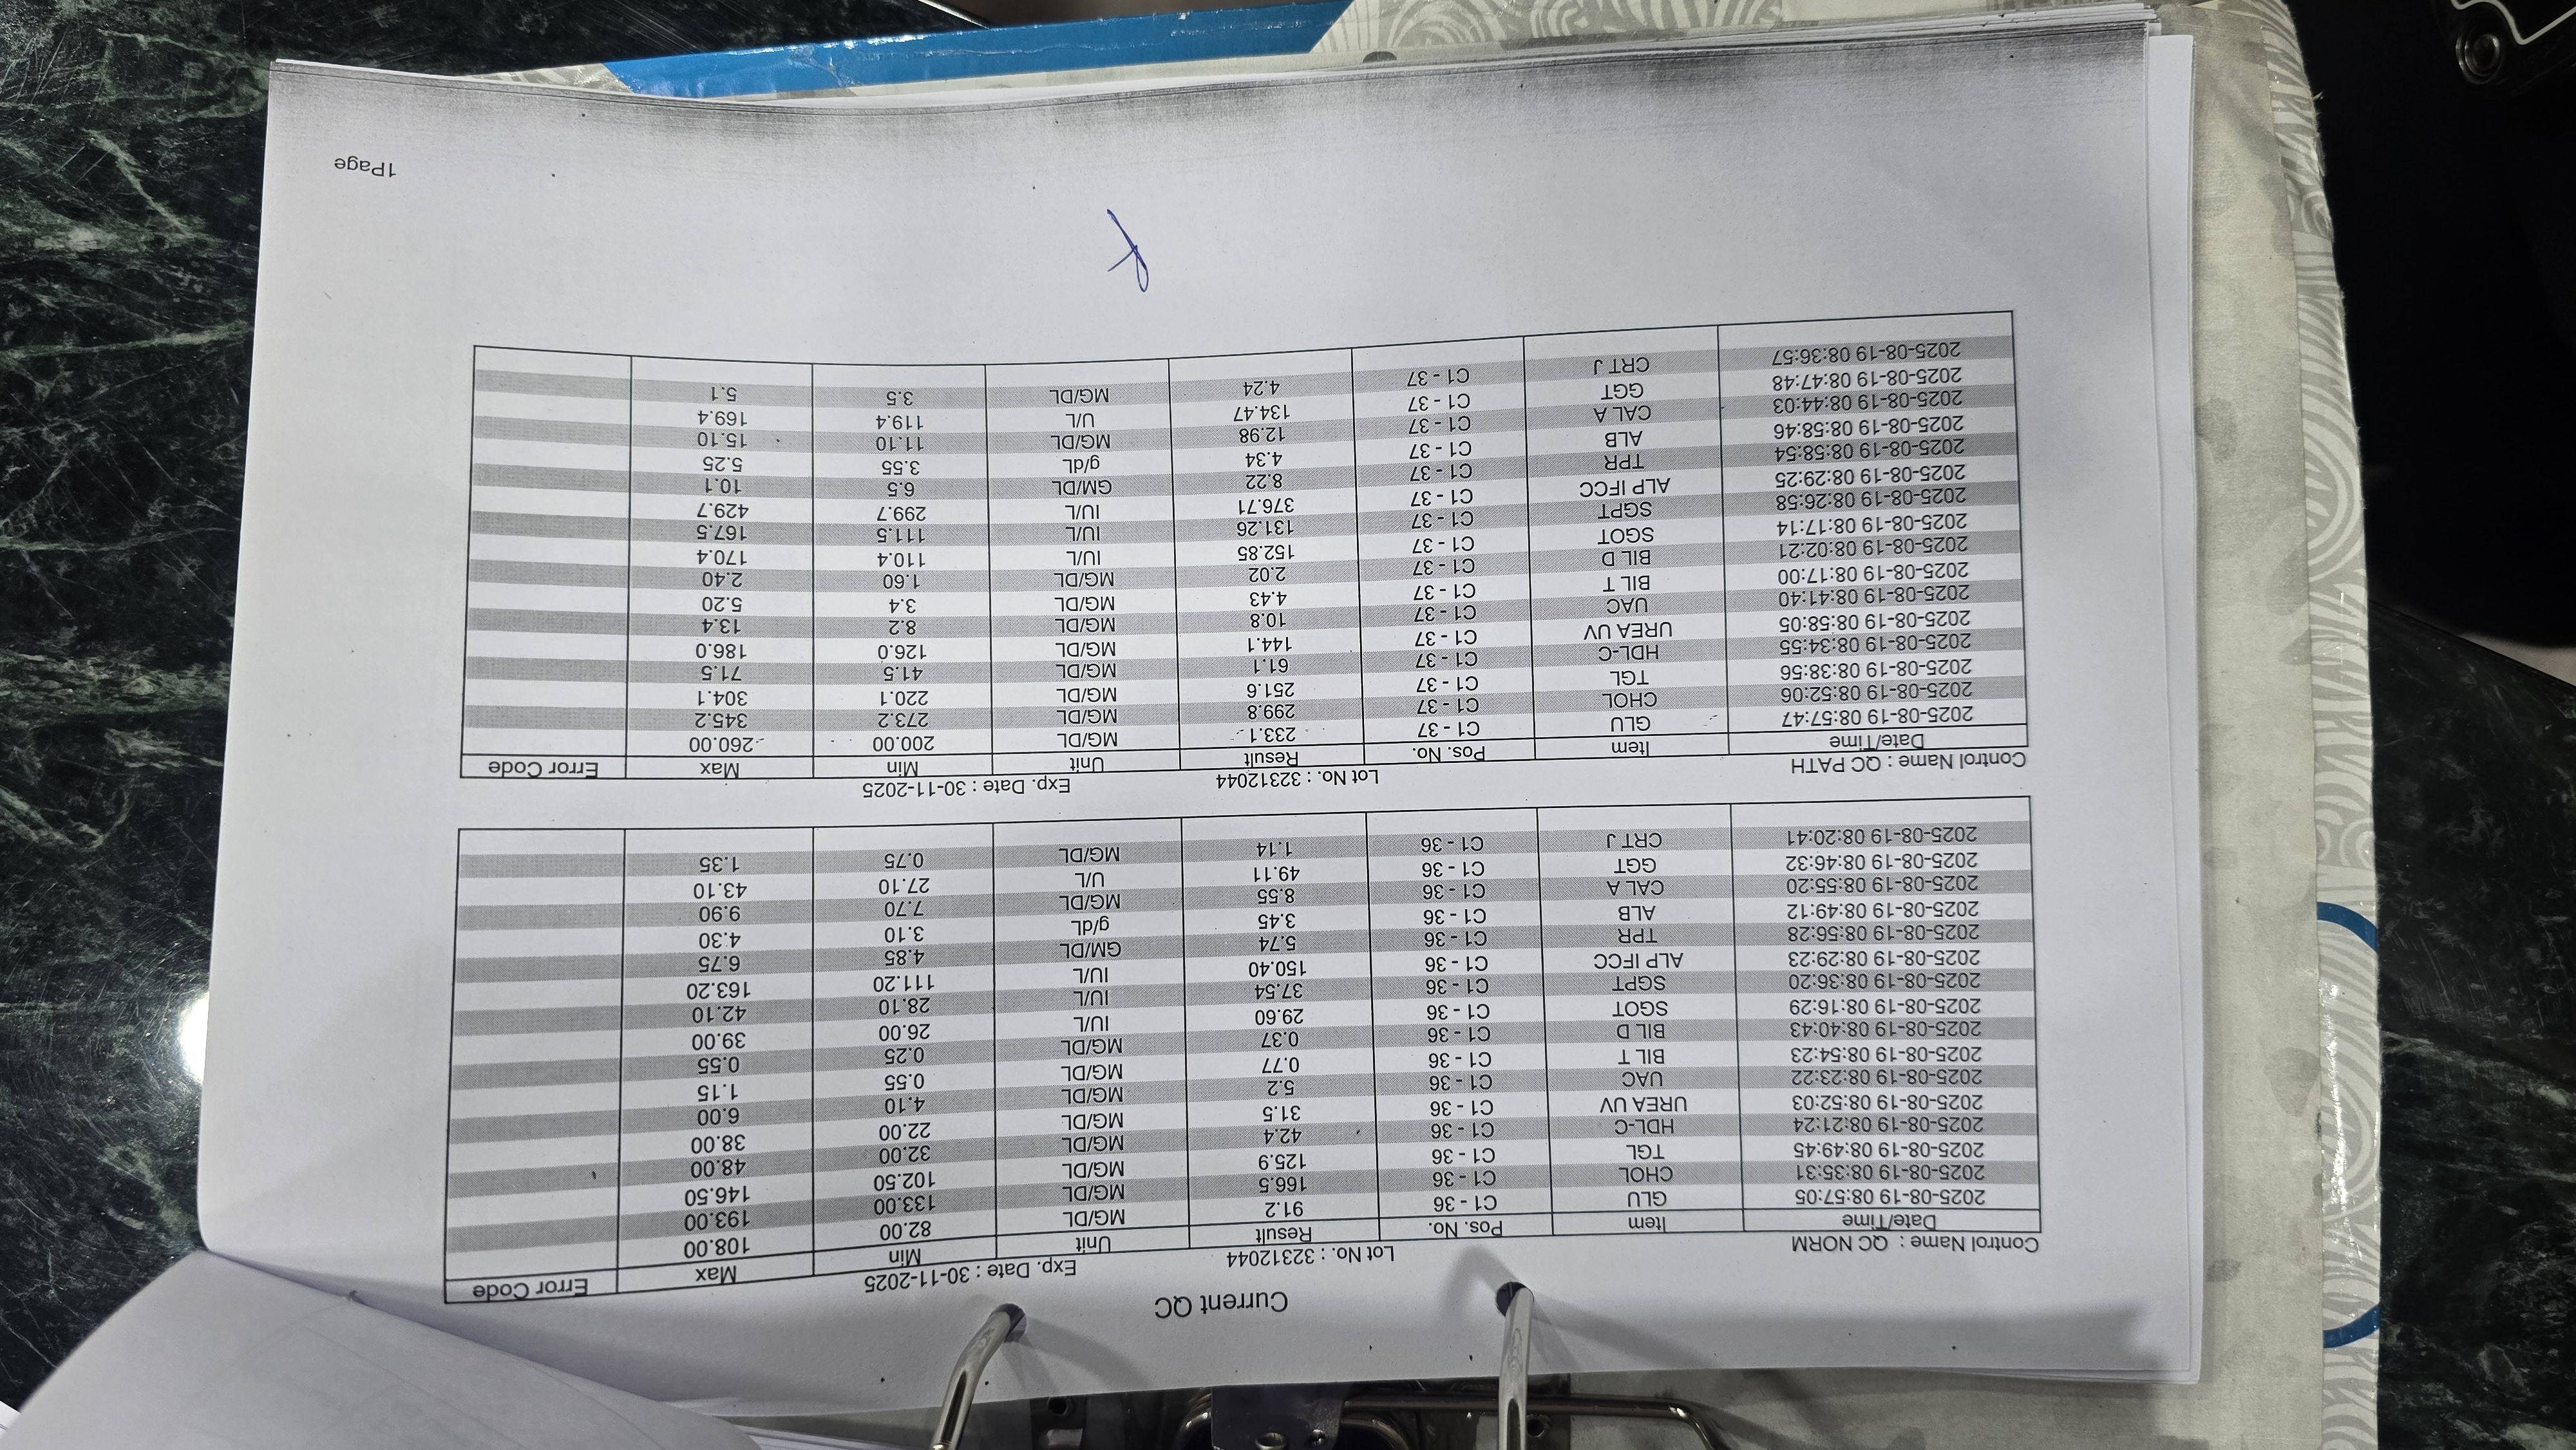 Current QC
Control Name : QC NORM Lot No. : 32312044 Exp. Date : 30-11-2025
Date/Time Item Pos. No. Result Unit Min Max Error Code
2025-08-19 08:57:05 GLU C1 - 36 91.2 MG/DL 82.00 108.00
2025-08-19 08:35:31 CHOL C1 - 36 166.5 MG/DL 133.00 193.00
2025-08-19 08:49:45 TGL C1 - 36 125.9 MG/DL 102.50 146.50
2025-08-19 08:21:24 HDL-C C1 - 36 42.4 MG/DL 32.00 48.00
2025-08-19 08:52:03 UREA UV C1 - 36 31.5 MG/DL 22.00 38.00
2025-08-19 08:23:22 UAC C1 - 36 5.2 MG/DL 4.10 6.00
2025-08-19 08:54:23 BIL T C1 - 36 0.77 MG/DL 0.55 1.15
2025-08-19 08:40:43 BIL D C1 - 36 0.37 MG/DL 0.25 0.55
2025-08-19 08:16:29 SGOT C1 - 36 29.60 IU/L 26.00 39.00
2025-08-19 08:36:20 SGPT C1 - 36 37.54 IU/L 28.10 42.10
2025-08-19 08:29:23 ALP IFCC C1 - 36 150.40 IU/L 111.20 163.20
2025-08-19 08:56:28 TPR C1 - 36 5.74 GM/DL 4.85 6.75
2025-08-19 08:49:12 ALB C1 - 36 3.45 g/dL 3.10 4.30
2025-08-19 08:55:20 CAL A C1 - 36 8.55 MG/DL 7.70 9.90
2025-08-19 08:46:32 GGT C1 - 36 49.11 U/L 27.10 43.10
2025-08-19 08:20:41 CRT J C1 - 36 1.14 MG/DL 0.75 1.35
Control Name : QC PATH Lot No. : 32312044 Exp. Date : 30-11-2025
Date/Time Item Pos. No. Result Unit Min Max Error Code
2025-08-19 08:57:47 GLU C1 - 37 233.1 MG/DL 200.00 260.00
2025-08-19 08:52:06 CHOL C1 - 37 299.8 MG/DL 273.2 345.2
2025-08-19 08:38:56 TGL C1 - 37 251.6 MG/DL 220.1 304.1
2025-08-19 08:34:55 HDL-C C1 - 37 61.1 MG/DL 41.5 71.5
2025-08-19 08:58:05 UREA UV C1 - 37 144.1 MG/DL 126.0 186.0
2025-08-19 08:41:40 UAC C1 - 37 10.8 MG/DL 8.2 13.4
2025-08-19 08:17:00 BIL T C1 - 37 4.43 MG/DL 3.4 5.20
2025-08-19 08:02:21 BIL D C1 - 37 2.02 MG/DL 1.60 2.40
2025-08-19 08:17:14 SGOT C1 - 37 152.85 IU/L 110.4 170.4
2025-08-19 08:26:58 SGPT C1 - 37 131.26 IU/L 111.5 167.5
2025-08-19 08:29:25 ALP IFCC C1 - 37 376.71 IU/L 299.7 429.7
2025-08-19 08:58:54 TPR C1 - 37 8.22 GM/DL 6.5 10.1
2025-08-19 08:58:46 ALB C1 - 37 4.34 g/dL 3.55 5.25
2025-08-19 08:44:03 CAL A C1 - 37 12.98 MG/DL 11.10 15.10
2025-08-19 08:47:48 GGT C1 - 37 134.47 U/L 119.4 169.4
2025-08-19 08:36:57 CRT J C1 - 37 4.24 MG/DL 3.5 5.1
1Page